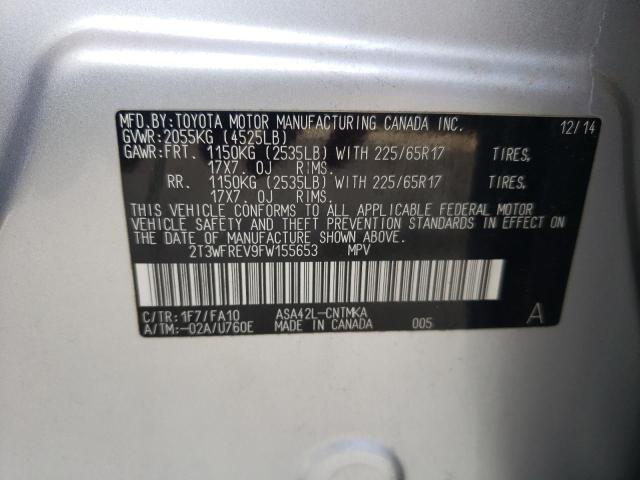 MFD.BY:TOYOTA MOTOR MANUFACTURING CANADA INC. 12/14
GVWR:2055KG (4525LB)
GAWR:FRT. 1150KG (2535LB) WITH 225/65R17 TIRES,
17X7.0J RIMS.
RR. 1150KG (2535LB) WITH 225/65R17 TIRES,
17X7.0J RIMS.
THIS VEHICLE CONFORMS TO ALL APPLICABLE FEDERAL MOTOR
VEHICLE SAFETY AND THEFT PREVENTION STANDARDS IN EFFECT ON
THE DATE OF MANUFACTURE SHOWN ABOVE.
2T3WFREV9FW155653 MPV
C/TR:1F7/FA10 ASA42L-CNTMKA
A/TM:-02A/U760E MADE IN CANADA 005 A